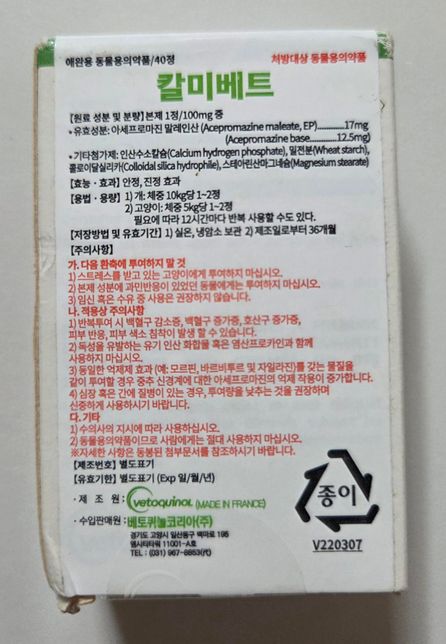 애완용 동물용의약품/40정 처방대상 동물용의약품
칼미베트
【원료 성분 및 분량】 본제 1정/100mg 중
• 유효성분: 아세프로마진 말레인산 (Acepromazine maleate, EP)..............17mg
(Acepromazine base...............12.5mg)
• 기타첨가제: 인산수소칼슘(Calcium hydrogen phosphate), 밀전분(Wheat starch),
콜로이달실리카(Colloidal silica hydrophile), 스테아린산마그네슘(Magnesium stearate)
【효능 · 효과】 안정, 진정 효과
【용법 · 용량】 1) 개: 체중 10kg당 1~2정
2) 고양이: 체중 5kg당 1~2정
필요에 따라 12시간마다 반복 사용할 수도 있다.
【저장방법 및 유효기간】 1) 실온, 냉암소 보관 2) 제조일로부터 36개월
【주의사항】
가. 다음 환축에 투여하지 말 것
1) 스트레스를 받고 있는 고양이에게 투여하지 마십시오.
2) 본제 성분에 과민반응이 있었던 동물에게는 투여하지 마십시오.
3) 임신 혹은 수유 중 사용은 권장하지 않습니다.
나. 적용상 주의사항
1) 반복투여 시 백혈구 감소증, 백혈구 증가증, 호산구 증가증,
피부 반응, 피부 색소 침착이 발생 할 수 있습니다.
2) 독성을 유발하는 유기 인산 화합물 혹은 염산프로카인과 함께
사용하지 마십시오.
3) 동일한 억제제 효과 (예: 모르핀, 바르비투르 및 자일라진)를 갖는 물질을
같이 투여할 경우 중추 신경계에 대한 아세프로마진의 억제 작용이 증가합니다.
4) 심장 혹은 간에 질병이 있는 경우, 투여량을 낮추는 것을 권장하며
신중하게 사용하시기 바랍니다.
다. 기타
1) 수의사의 지시에 따라 사용하십시오.
2) 동물용의약품이므로 사람에게는 절대 사용하지 마십시오.
※자세한 사항은 동봉된 첨부문서를 참조하시기 바랍니다.
【제조번호】 별도표기
【유효기한】 별도표기 (Exp 일/월/년)
• 제 조 원 : vetoquinol (MADE IN FRANCE)
• 수입판매원 : 베토퀴놀코리아(주)
경기도 고양시 일산동구 백마로 195
엠시티타워 11001-A호
TEL : (031) 967-8853(代)
종이
V220307